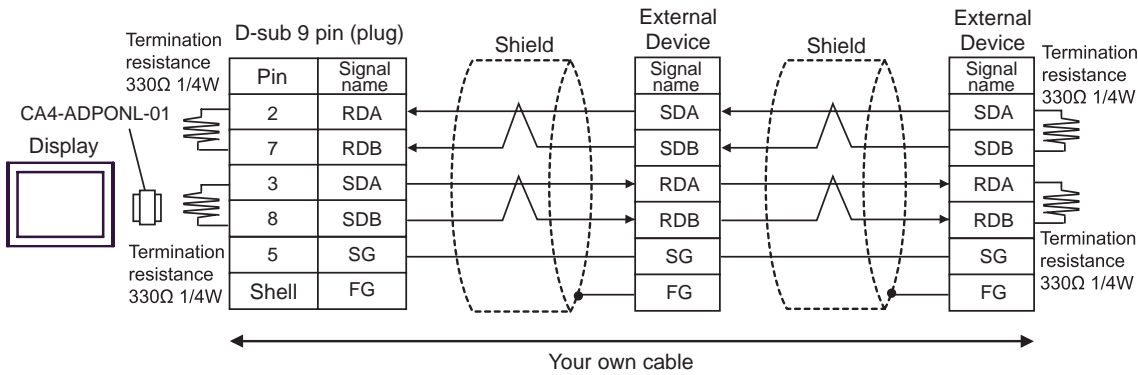 Termination
resistance
330Ω 1/4W
D-sub 9 pin (plug)
Shield
External
Device
Shield
External
Device
Termination
resistance
330Ω 1/4W
CA4-ADPONL-01
Display
Pin
Signal
name
2
RDA
7
RDB
3
SDA
8
SDB
5
SG
Shell
FG
Signal
name
SDA
SDB
RDA
RDB
SG
FG
Signal
name
SDA
SDB
RDA
RDB
SG
FG
Termination
resistance
330Ω 1/4W
Termination
resistance
330Ω 1/4W
Your own cable